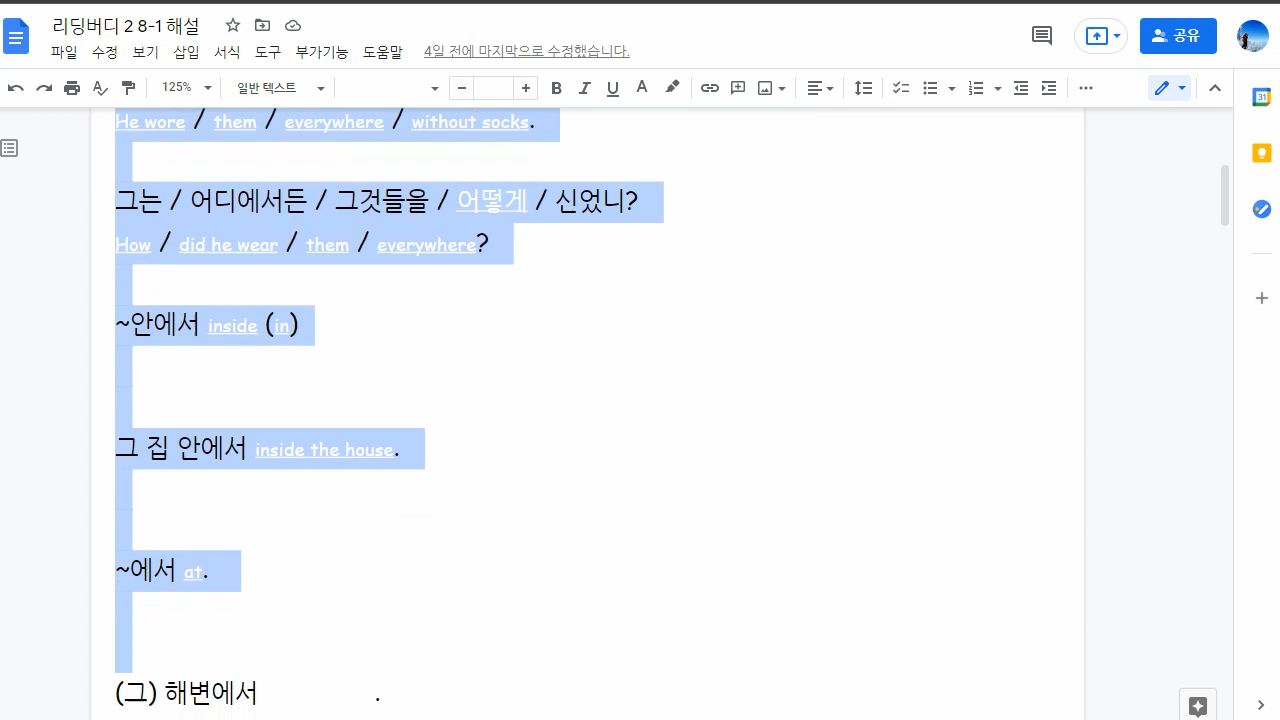 리딩버디 2 8-1 해설
파일 수정 보기 삽입 서식 도구 부가기능 도움말 4일 전에 마지막으로 수정했습니다.
공유
125% 일반 텍스트
He wore / them / everywhere / without socks.
그는 / 어디에서든 / 그것들을 / 어떻게 / 신었니?
How / did he wear / them / everywhere?
~안에서 inside (in)
그 집 안에서 inside the house.
~에서 at.
(그) 해변에서 .